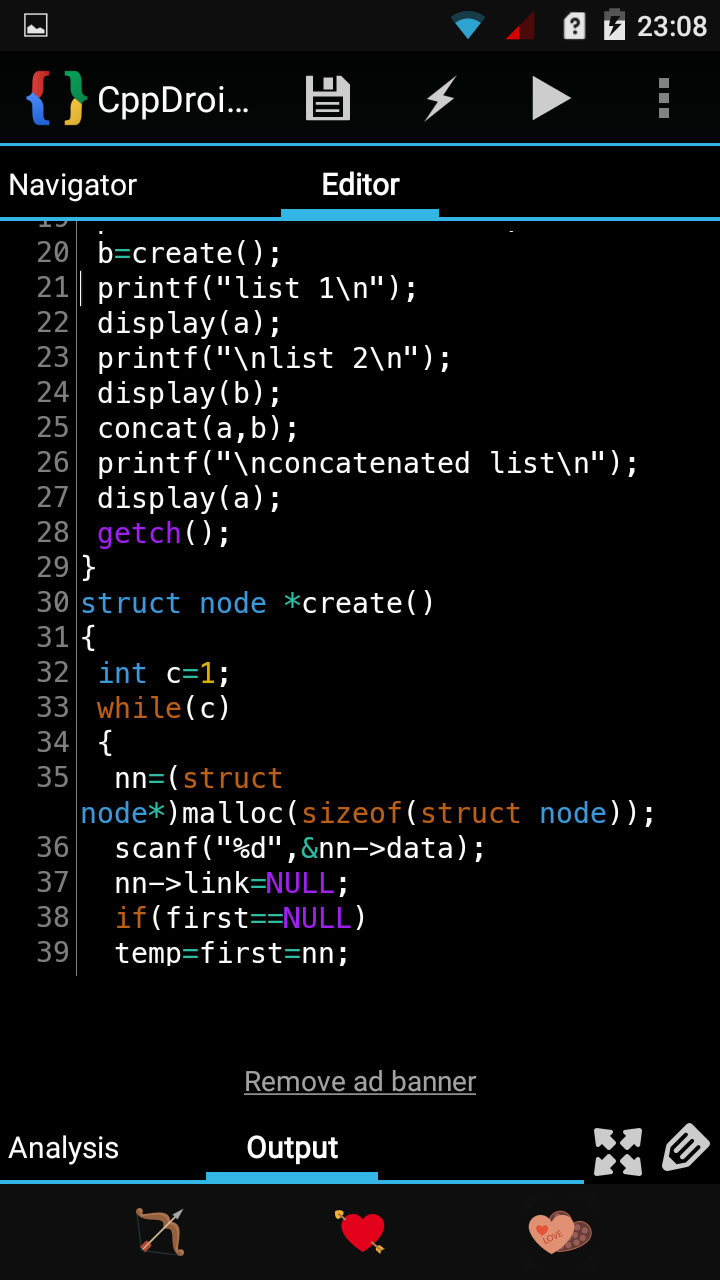 23:08
CppDroi...
Navigator
Editor
20 b=create();
21 printf("list 1\n");
22 display(a);
23 printf("\nlist 2\n");
24 display(b);
25 concat(a,b);
26 printf("\nconcatenated list\n");
27 display(a);
28 getch();
29 }
30 struct node *create()
31 {
32 int c=1;
33 while(c)
34 {
35 nn=(struct
node*)malloc(sizeof(struct node));
36 scanf("%d",&nn->data);
37 nn->link=NULL;
38 if(first==NULL)
39 temp=first=nn;
Remove ad banner
Analysis
Output
LOVE